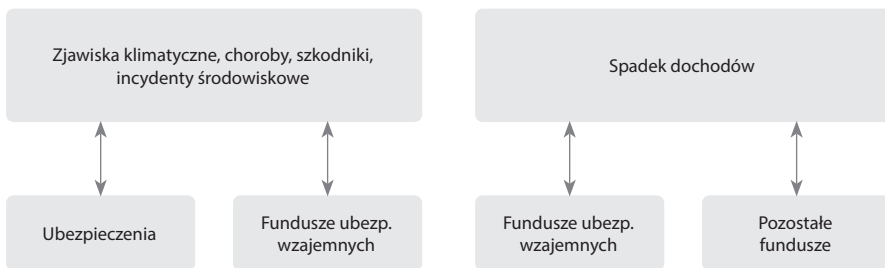 Zjawiska klimatyczne, choroby, szkodniki,
incydenty środowiskowe
Spadek dochodów
Ubezpieczenia
Fundusze ubezp.
wzajemnych
Fundusze ubezp.
wzajemnych
Pozostałe
fundusze